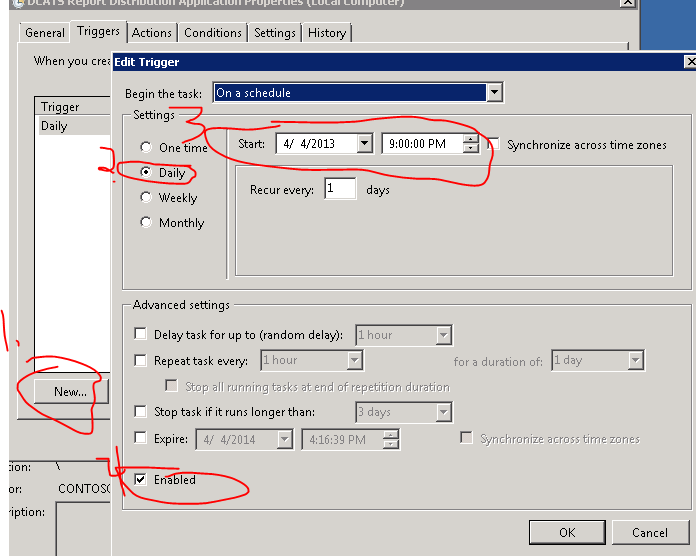 DCATS Report Distribution Application Properties (Local Computer)
General Triggers Actions Conditions Settings History
When you crea
Edit Trigger
Begin the task: On a schedule
Trigger
Daily
3
Settings
Start: 4/ 4/2013 9:00:00 PM Synchronize across time zones
One time
2.
Daily
Recur every: 1 days
Weekly
Monthly
Advanced settings
1.
Delay task for up to (random delay): 1 hour
Repeat task every: 1 hour for a duration of: 1 day
Stop all running tasks at end of repetition duration
New...
Stop task if it runs longer than: 3 days
Expire: 4/ 4/2014 4:16:39 PM Synchronize across time zones
4
tion: \
Enabled
or: CONTOSO
ription:
OK Cancel